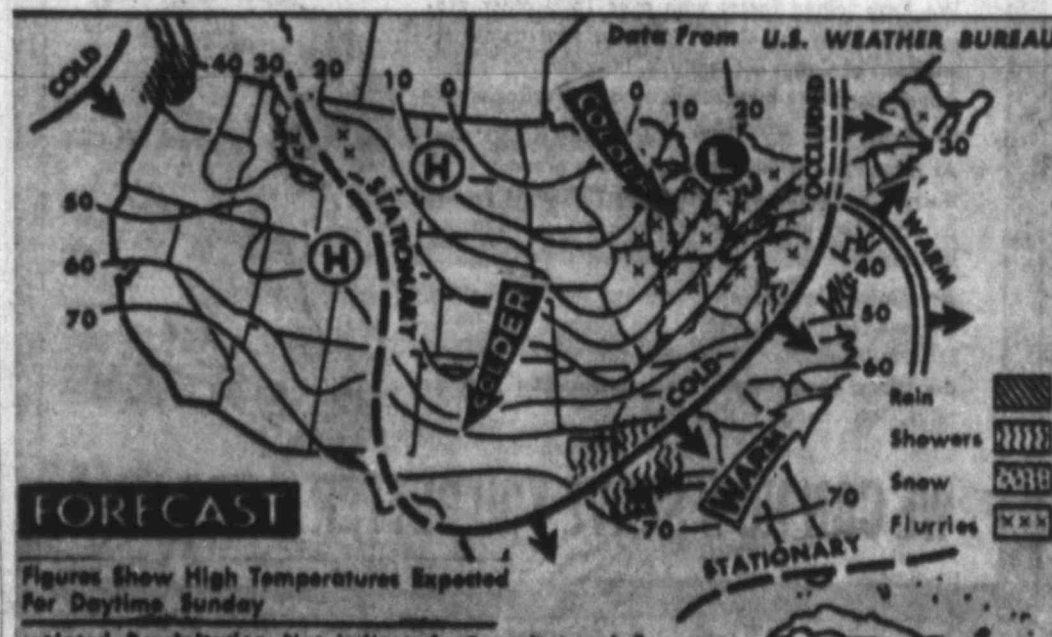 Data From U.S. WEATHER BUREAU
COLD
40 30 20 10 0
0 10 20
COLDER
OCCLUDED
L
H
30
STATIONARY
50
WARM
H
60
40
COLDER
50
70
COLD
60
Rain
Showers
WARM
Snow
FORECAST
70
70
Flurries
STATIONARY
Figures Show High Temperatures Expected
For Daytime Sunday